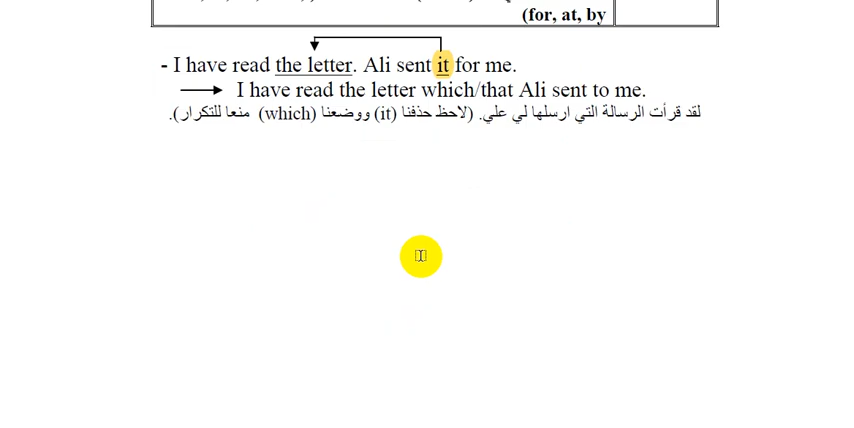 (for, at, by
- I have read the letter. Ali sent it for me.
I have read the letter which/that Ali sent to me.
لقد قرأت الرسالة التي ارسلها لي علي. (لاحظ حذفنا (it) ووضعنا (which) منعا للتكرار).